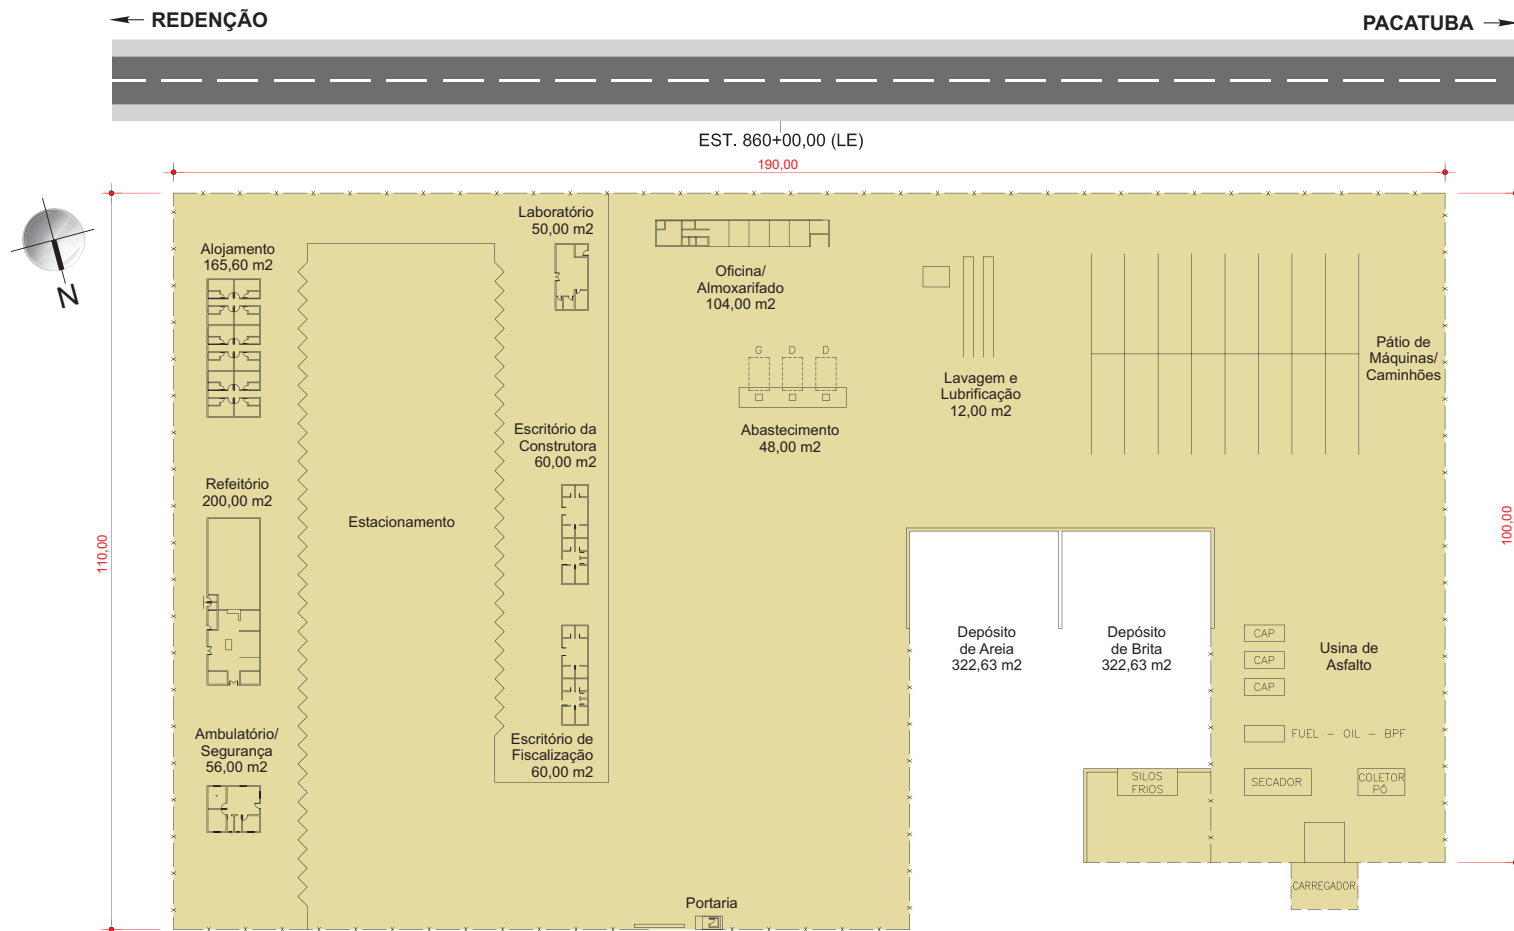 REDENÇÃO
PACATUBA
EST. 860+00,00 (LE)
190,00
N
110,00
100,00
Alojamento
165,60 m2
Refeitório
200,00 m2
Ambulatório/
Segurança
56,00 m2
Estacionamento
Laboratório
50,00 m2
Escritório da
Construtora
60,00 m2
Escritório de
Fiscalização
60,00 m2
Oficina/
Almoxarifado
104,00 m2
G D D
Abastecimento
48,00 m2
Lavagem e
Lubrificação
12,00 m2
Pátio de
Máquinas/
Caminhões
Depósito
de Areia
322,63 m2
Depósito
de Brita
322,63 m2
CAP
CAP
CAP
Usina de
Asfalto
FUEL - OIL - BPF
SILOS
FRIOS
SECADOR
COLETOR
PÓ
CARREGADOR
Portaria